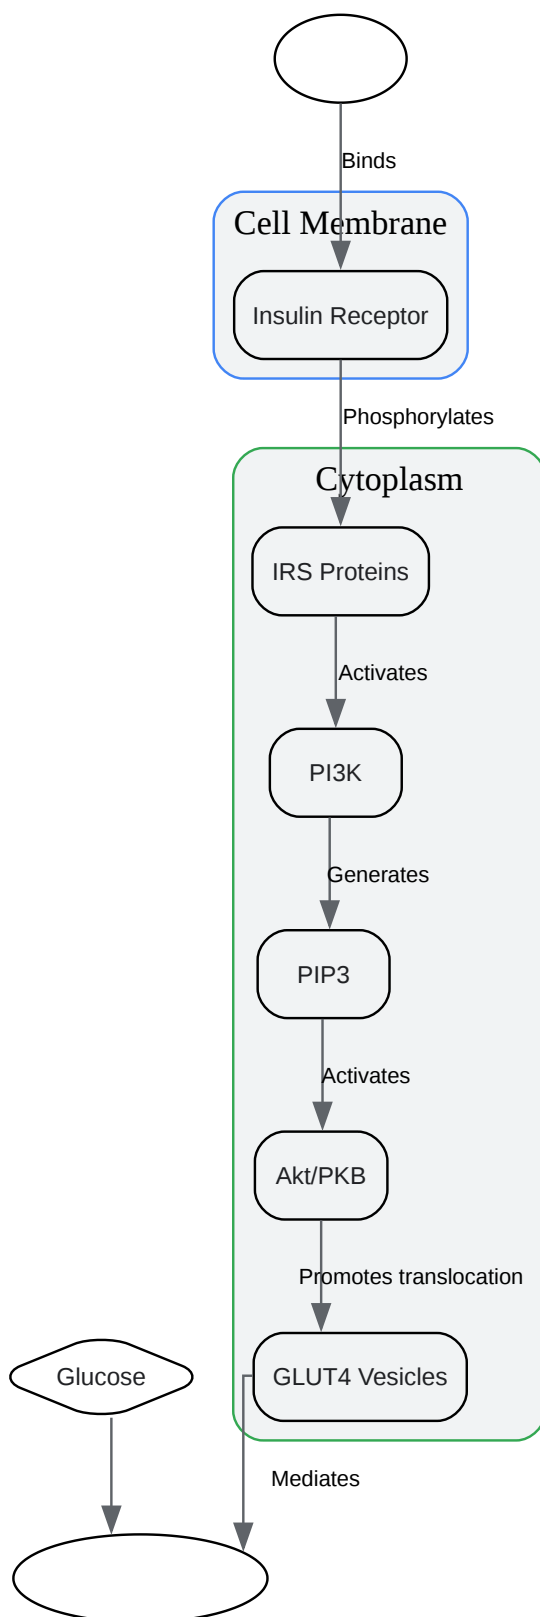 Binds
Cell Membrane
Insulin Receptor
Phosphorylates
Cytoplasm
IRS Proteins
Activates
PI3K
Generates
PIP3
Activates
Akt/PKB
Promotes translocation
Glucose
GLUT4 Vesicles
Mediates